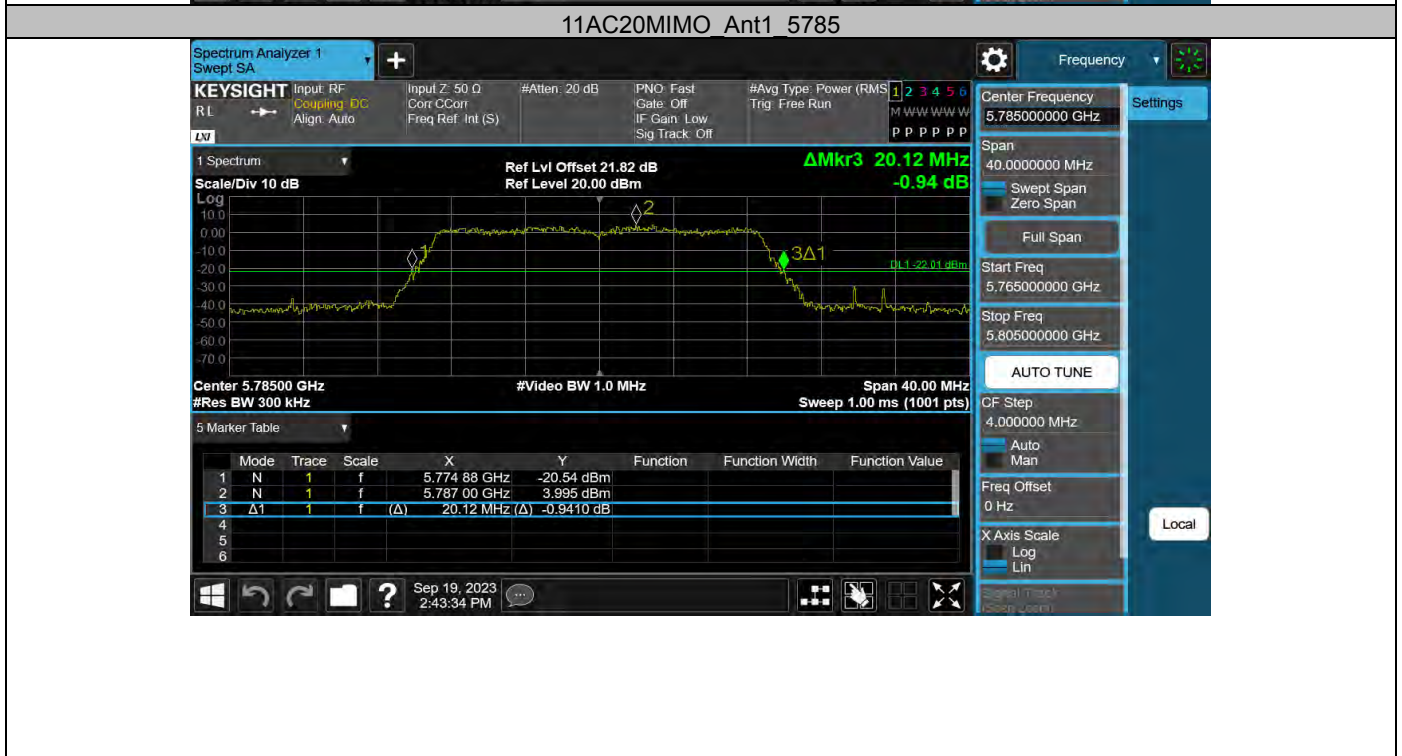 11AC20MIMO_Ant1_5785
Spectrum Analyzer 1
Swept SA
+
Frequency
KEYSIGHT
RL
LXI
Input: RF
Coupling: DC
Align: Auto
Input Z: 50 Ω
Corr CCorr
Freq Ref: Int (S)
#Atten: 20 dB
PNO: Fast
Gate: Off
IF Gain: Low
Sig Track: Off
#Avg Type: Power (RMS
Trig: Free Run
1 2 3 4 5 6
M W W W W W
P P P P P P
Center Frequency
5.785000000 GHz
Settings
Span
40.0000000 MHz
Swept Span
Zero Span
Full Span
Start Freq
5.765000000 GHz
Stop Freq
5.805000000 GHz
AUTO TUNE
CF Step
4.000000 MHz
Auto
Man
Freq Offset
0 Hz
X Axis Scale
Log
Lin
Signal Track
(Span Zoom)
Local
1 Spectrum
Scale/Div 10 dB
Ref Lvl Offset 21.82 dB
Ref Level 20.00 dBm
ΔMkr3 20.12 MHz
-0.94 dB
Log
10.0
0.00
-10.0
-20.0
-30.0
-40.0
-50.0
-60.0
-70.0
1
2
3Δ1
DL1 -22.01 dBm
Center 5.78500 GHz
#Video BW 1.0 MHz
Span 40.00 MHz
#Res BW 300 kHz
Sweep 1.00 ms (1001 pts)
5 Marker Table
Mode Trace Scale X Y Function Function Width Function Value
1 N 1 f 5.774 88 GHz -20.54 dBm
2 N 1 f 5.787 00 GHz 3.995 dBm
3 Δ1 1 f (Δ) 20.12 MHz (Δ) -0.9410 dB
4
5
6
?
Sep 19, 2023
2:43:34 PM